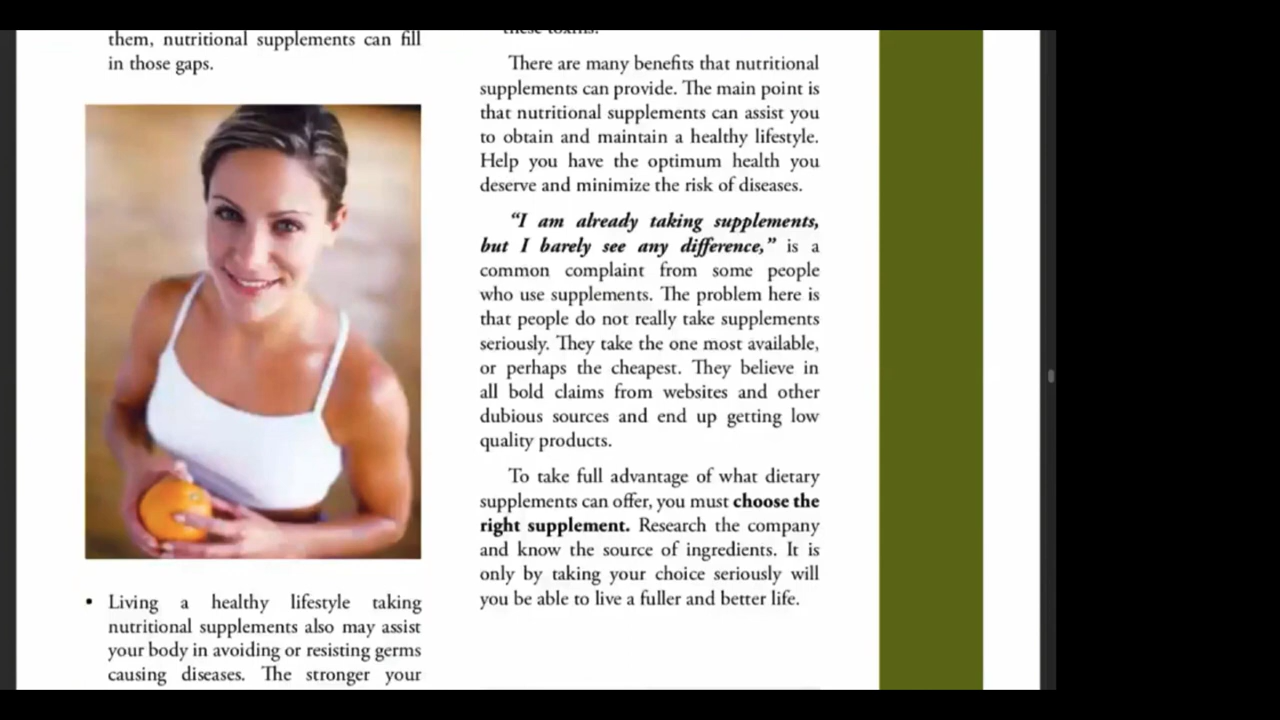 them, nutritional supplements can fill
in those gaps.
• Living a healthy lifestyle taking
nutritional supplements also may assist
your body in avoiding or resisting germs
causing diseases. The stronger your
these toxins.
There are many benefits that nutritional
supplements can provide. The main point is
that nutritional supplements can assist you
to obtain and maintain a healthy lifestyle.
Help you have the optimum health you
deserve and minimize the risk of diseases.
“I am already taking supplements,
but I barely see any difference,” is a
common complaint from some people
who use supplements. The problem here is
that people do not really take supplements
seriously. They take the one most available,
or perhaps the cheapest. They believe in
all bold claims from websites and other
dubious sources and end up getting low
quality products.
To take full advantage of what dietary
supplements can offer, you must choose the
right supplement. Research the company
and know the source of ingredients. It is
only by taking your choice seriously will
you be able to live a fuller and better life.